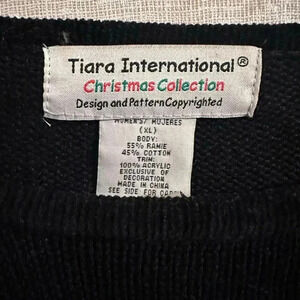 Tiara International®
Christmas Collection
Design and Pattern Copyrighted
WOMEN'S/ MUJERES
(XL)
BODY:
55% RAMIE
45% COTTON
TRIM:
100% ACRYLIC
EXCLUSIVE OF
DECORATION
MADE IN CHINA
SEE SIDE FOR